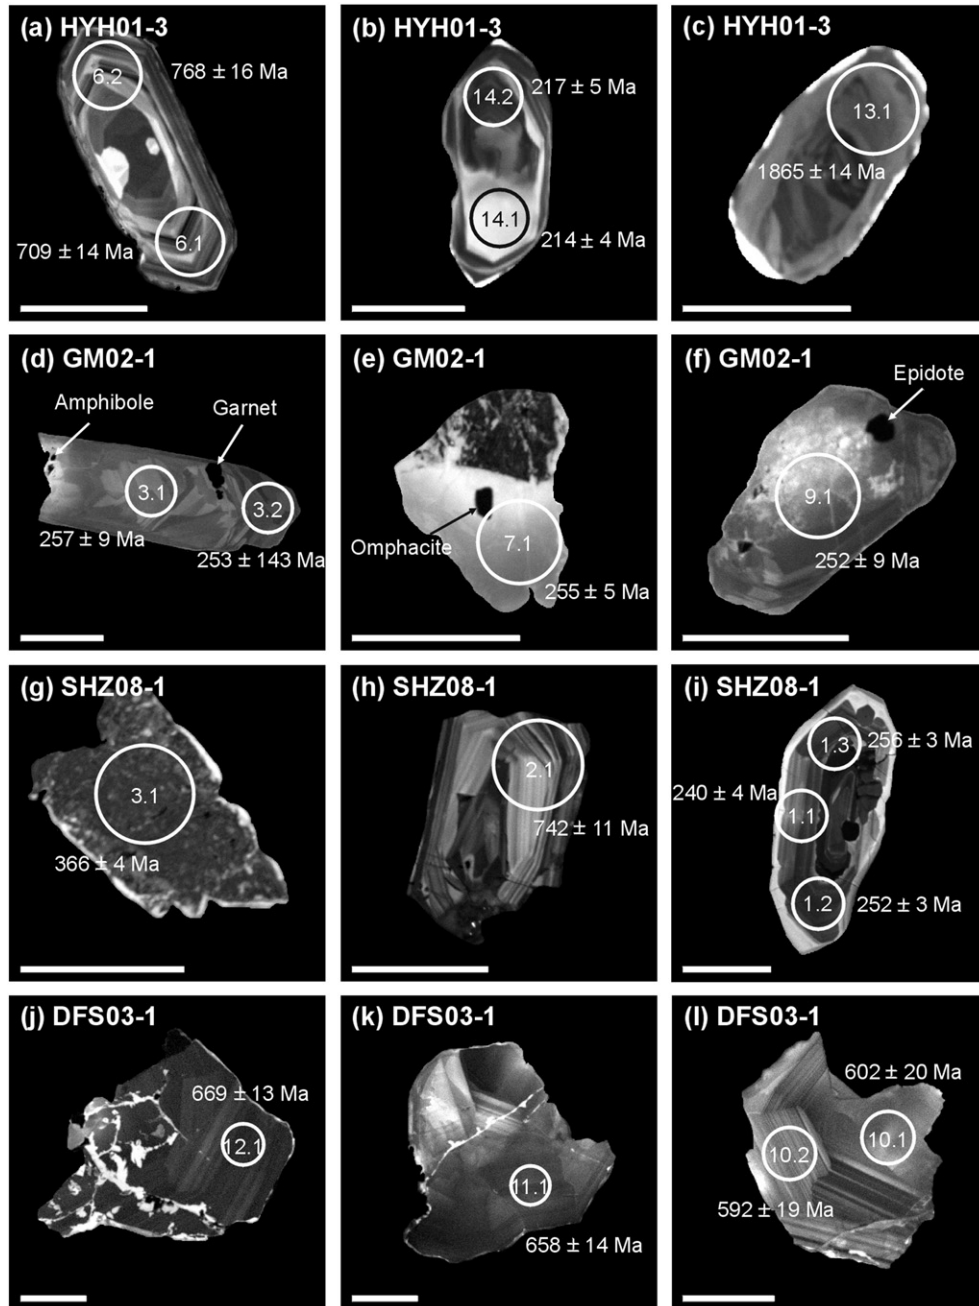 (a) HYH01-3
6.2
768 ± 16 Ma
709 ± 14 Ma
6.1
(b) HYH01-3
14.2
217 ± 5 Ma
14.1
214 ± 4 Ma
(c) HYH01-3
13.1
1865 ± 14 Ma
(d) GM02-1
Amphibole
Garnet
3.1
3.2
257 ± 9 Ma
253 ± 143 Ma
(e) GM02-1
Omphacite
7.1
255 ± 5 Ma
(f) GM02-1
Epidote
9.1
252 ± 9 Ma
(g) SHZ08-1
3.1
366 ± 4 Ma
(h) SHZ08-1
2.1
742 ± 11 Ma
(i) SHZ08-1
1.3
256 ± 3 Ma
240 ± 4 Ma
1.1
1.2
252 ± 3 Ma
(j) DFS03-1
669 ± 13 Ma
12.1
(k) DFS03-1
11.1
658 ± 14 Ma
(l) DFS03-1
602 ± 20 Ma
10.1
10.2
592 ± 19 Ma